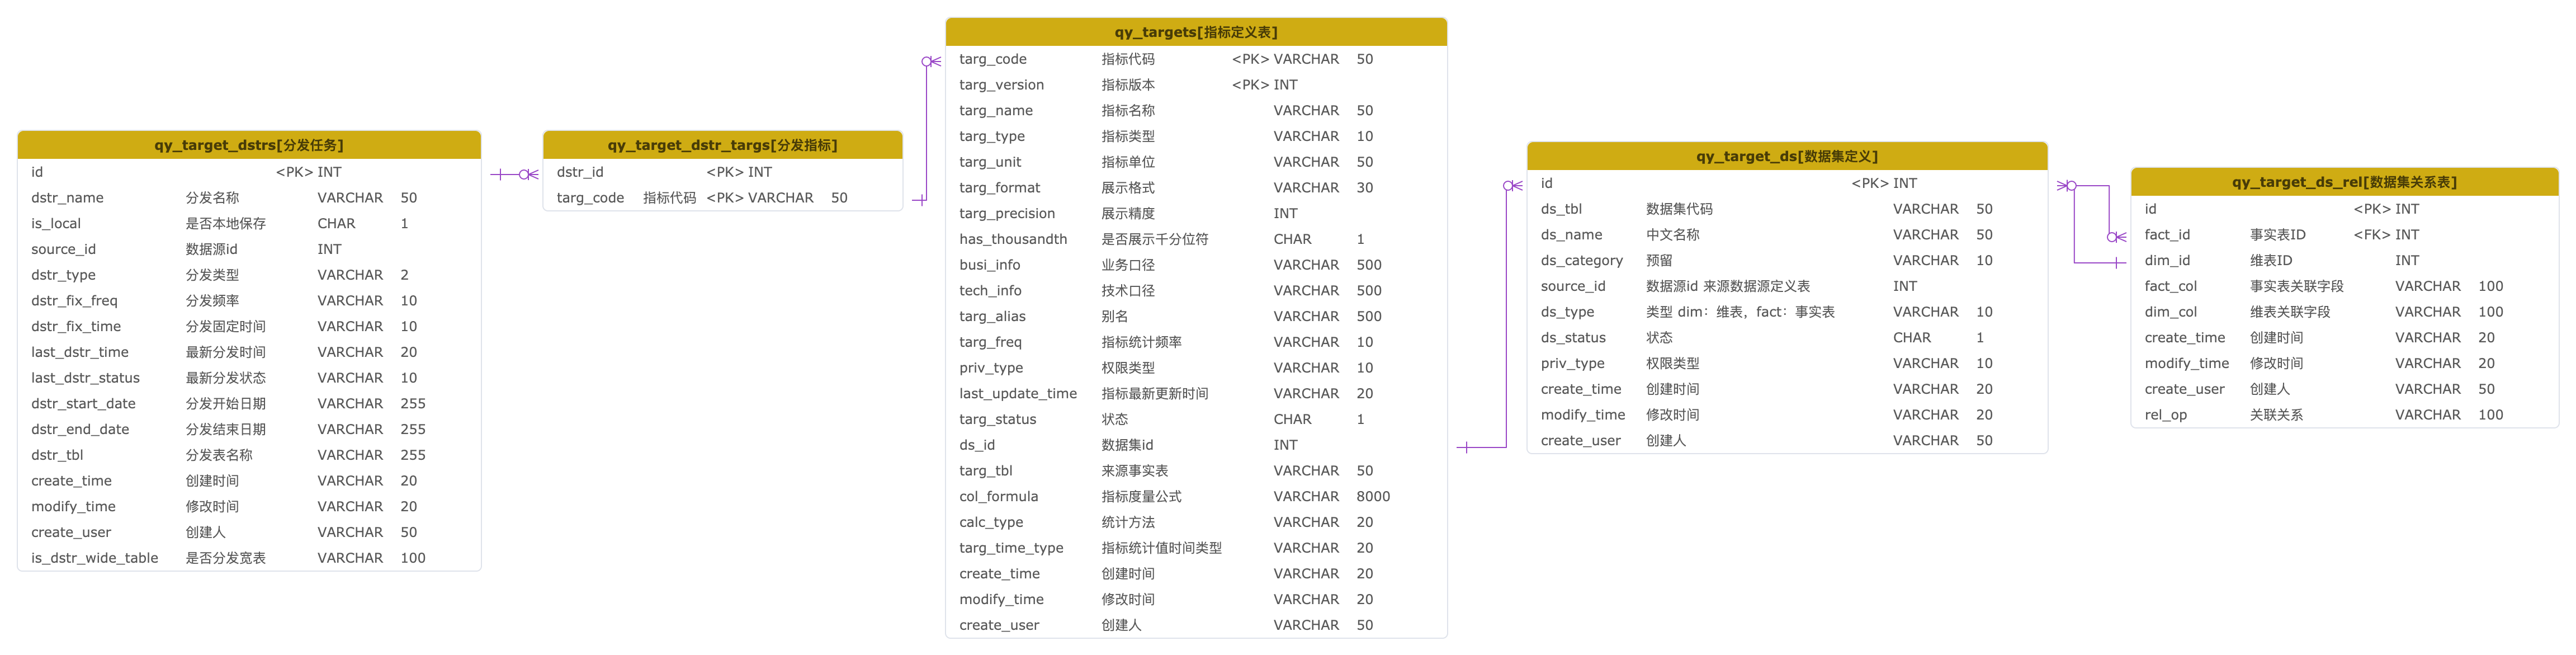 qy_target_dstrs[分发任务]
id <PK> INT
dstr_name 分发名称 VARCHAR 50
is_local 是否本地保存 CHAR 1
source_id 数据源id INT
dstr_type 分发类型 VARCHAR 2
dstr_fix_freq 分发频率 VARCHAR 10
dstr_fix_time 分发固定时间 VARCHAR 10
last_dstr_time 最新分发时间 VARCHAR 20
last_dstr_status 最新分发状态 VARCHAR 10
dstr_start_date 分发开始日期 VARCHAR 255
dstr_end_date 分发结束日期 VARCHAR 255
dstr_tbl 分发表名称 VARCHAR 255
create_time 创建时间 VARCHAR 20
modify_time 修改时间 VARCHAR 20
create_user 创建人 VARCHAR 50
is_dstr_wide_table 是否分发宽表 VARCHAR 100
qy_target_dstr_targs[分发指标]
dstr_id <PK> INT
targ_code 指标代码 <PK> VARCHAR 50
qy_targets[指标定义表]
targ_code 指标代码 <PK> VARCHAR 50
targ_version 指标版本 <PK> INT
targ_name 指标名称 VARCHAR 50
targ_type 指标类型 VARCHAR 10
targ_unit 指标单位 VARCHAR 50
targ_format 展示格式 VARCHAR 30
targ_precision 展示精度 INT
has_thousandth 是否展示千分位符 CHAR 1
busi_info 业务口径 VARCHAR 500
tech_info 技术口径 VARCHAR 500
targ_alias 别名 VARCHAR 500
targ_freq 指标统计频率 VARCHAR 10
priv_type 权限类型 VARCHAR 10
last_update_time 指标最新更新时间 VARCHAR 20
targ_status 状态 CHAR 1
ds_id 数据集id INT
targ_tbl 来源事实表 VARCHAR 50
col_formula 指标度量公式 VARCHAR 8000
calc_type 统计方法 VARCHAR 20
targ_time_type 指标统计值时间类型 VARCHAR 20
create_time 创建时间 VARCHAR 20
modify_time 修改时间 VARCHAR 20
create_user 创建人 VARCHAR 50
qy_target_ds[数据集定义]
id <PK> INT
ds_tbl 数据集代码 VARCHAR 50
ds_name 中文名称 VARCHAR 50
ds_category 预留 VARCHAR 10
source_id 数据源id 来源数据源定义表 INT
ds_type 类型 dim：维表，fact：事实表 VARCHAR 10
ds_status 状态 CHAR 1
priv_type 权限类型 VARCHAR 10
create_time 创建时间 VARCHAR 20
modify_time 修改时间 VARCHAR 20
create_user 创建人 VARCHAR 50
qy_target_ds_rel[数据集关系表]
id <PK> INT
fact_id 事实表ID <FK> INT
dim_id 维表ID INT
fact_col 事实表关联字段 VARCHAR 100
dim_col 维表关联字段 VARCHAR 100
create_time 创建时间 VARCHAR 20
modify_time 修改时间 VARCHAR 20
create_user 创建人 VARCHAR 50
rel_op 关联关系 VARCHAR 100